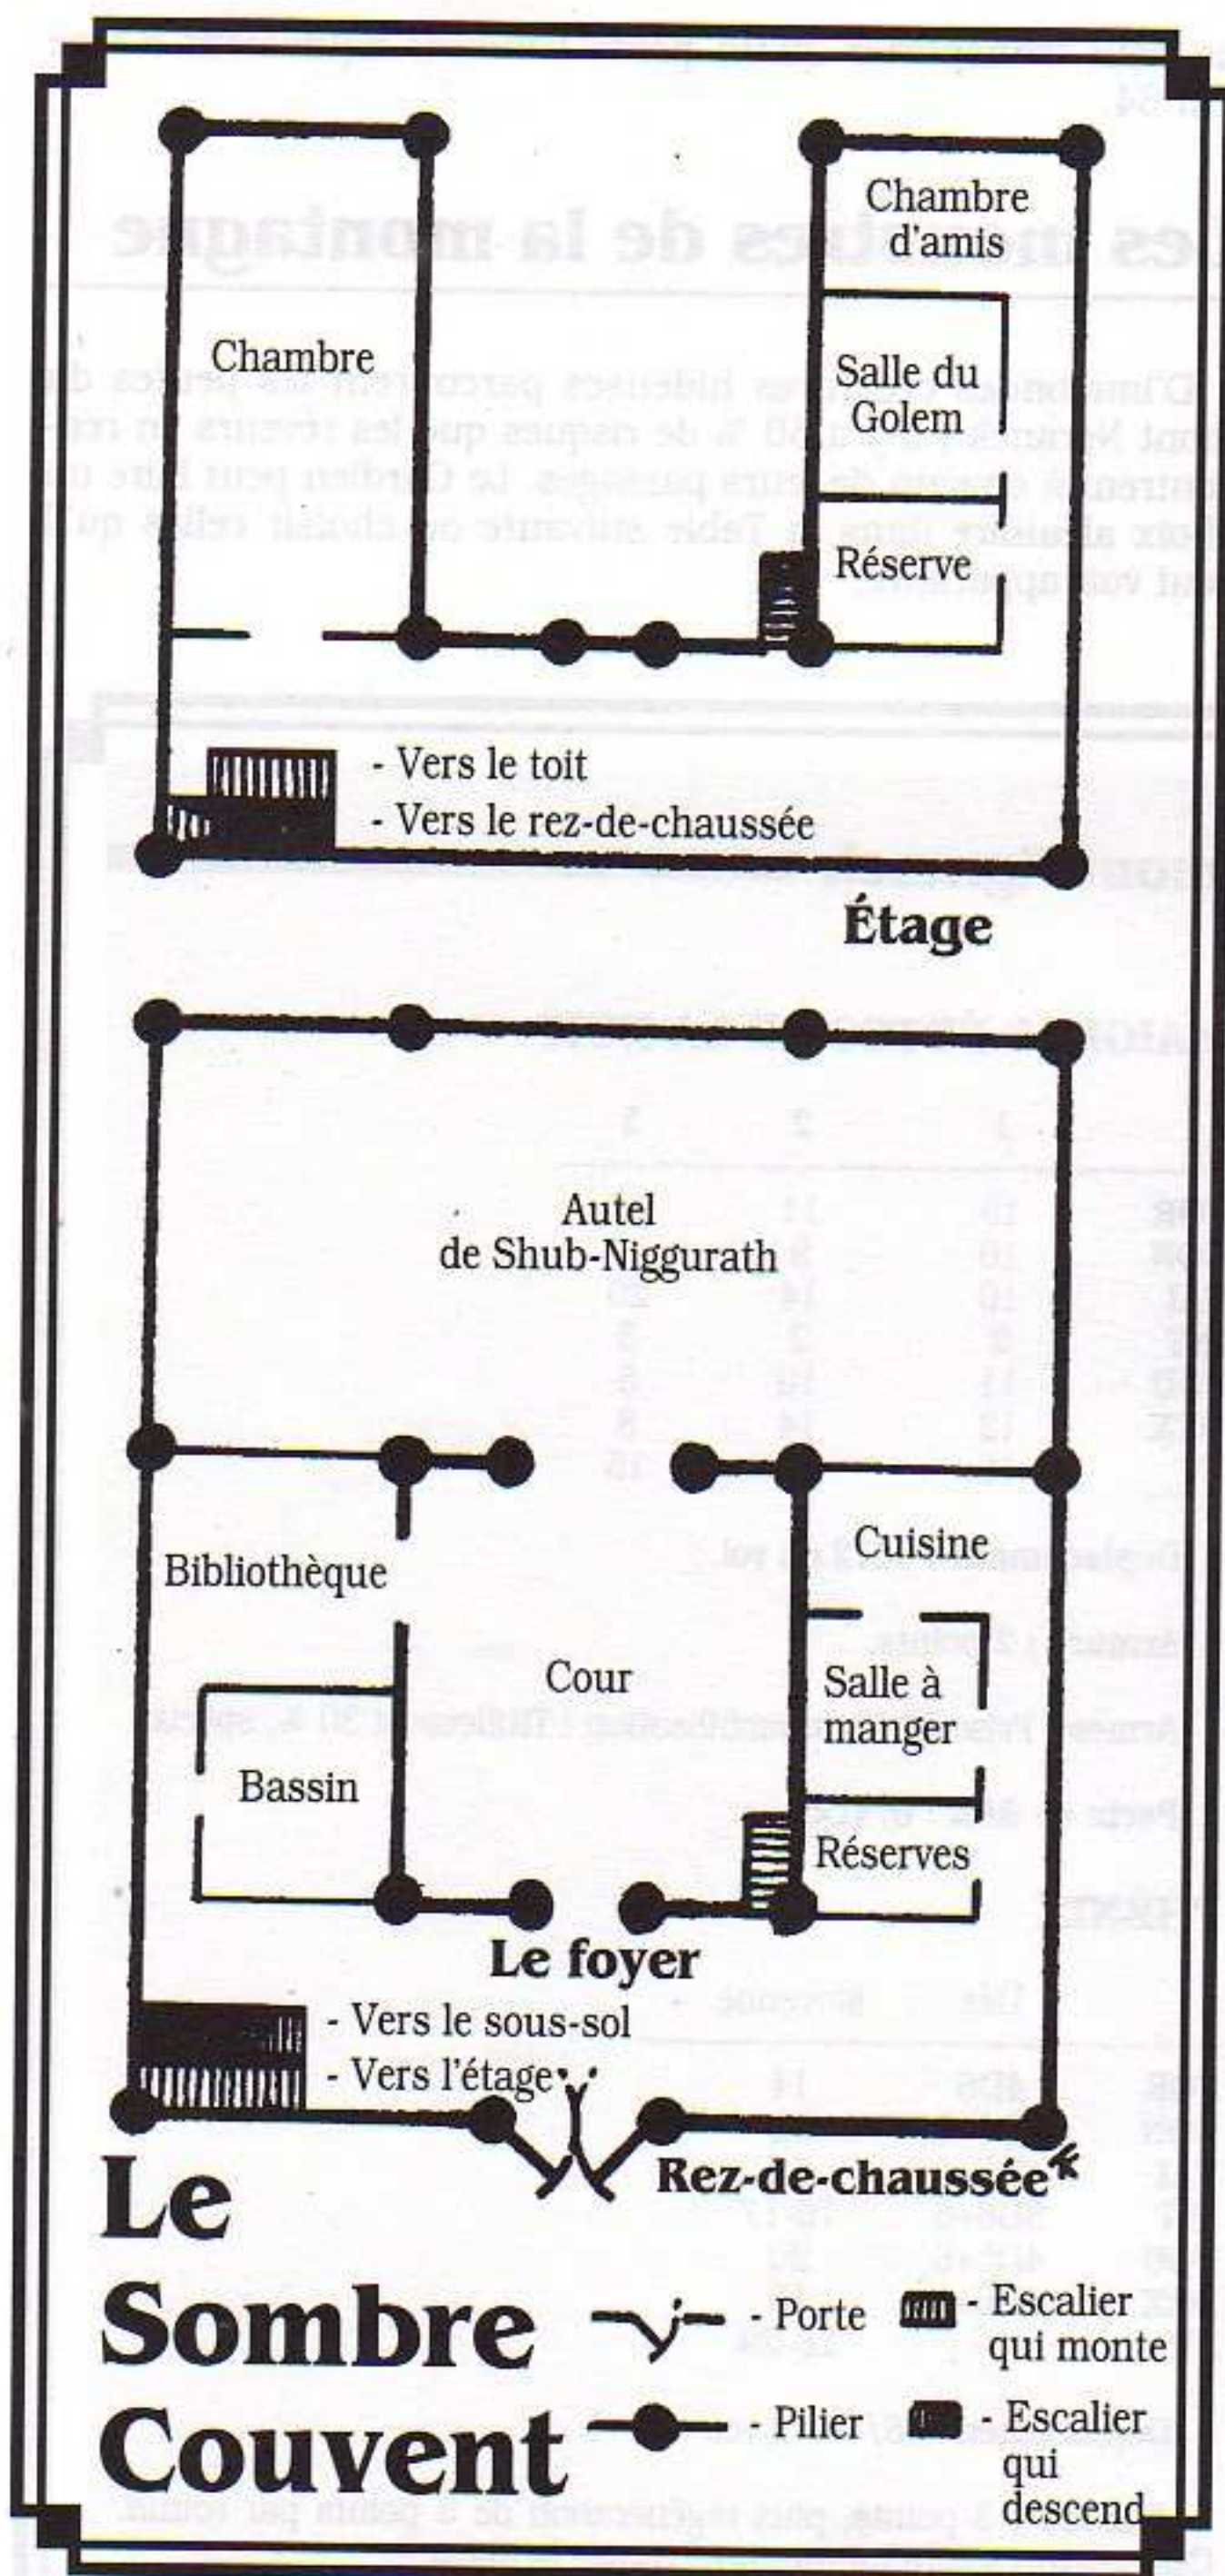 Chambre
d'amis
Chambre
Salle du
Golem
Réserve
- Vers le toit
- Vers le rez-de-chaussée
Étage
Autel
de Shub-Niggurath
Cuisine
Bibliothèque
Cour
Salle à
manger
Bassin
Réserves
Le foyer
- Vers le sous-sol
- Vers l'étage
Rez-de-chaussée
Le
Sombre
Couvent
- Porte
- Escalier
qui monte
- Pilier
- Escalier
qui
descend